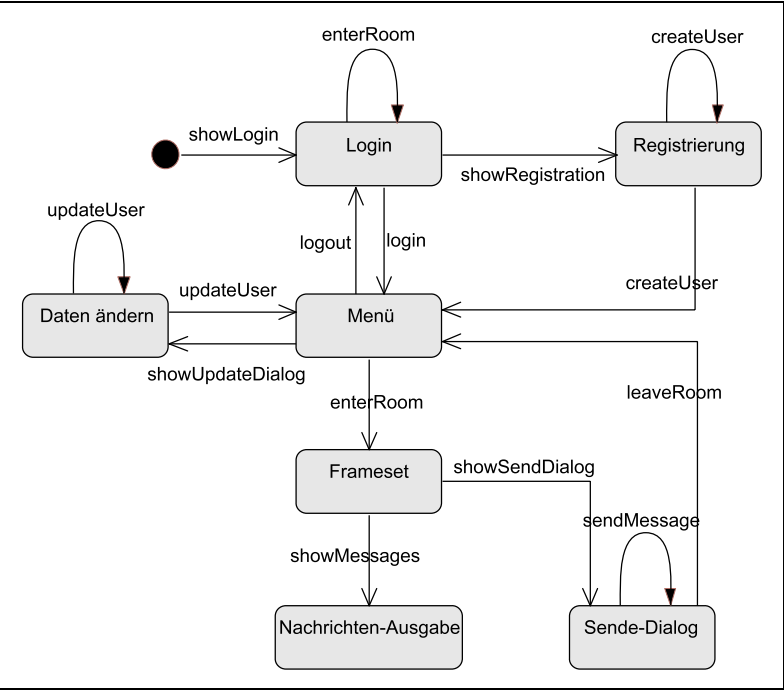 enterRoom
createUser
showLogin
Login
Registrierung
showRegistration
updateUser
logout
login
updateUser
createUser
Daten ändern
Menü
showUpdateDialog
leaveRoom
enterRoom
Frameset
showSendDialog
sendMessage
showMessages
Nachrichten-Ausgabe
Sende-Dialog